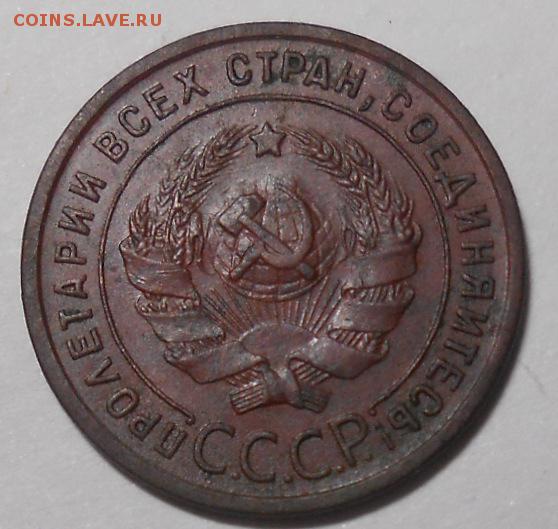 COINS.LAVE.RU
ПРОЛЕТАРИИ ВСЕХ СТРАН, СОЕДИНЯЙТЕСЬ!
С.С.С.Р.